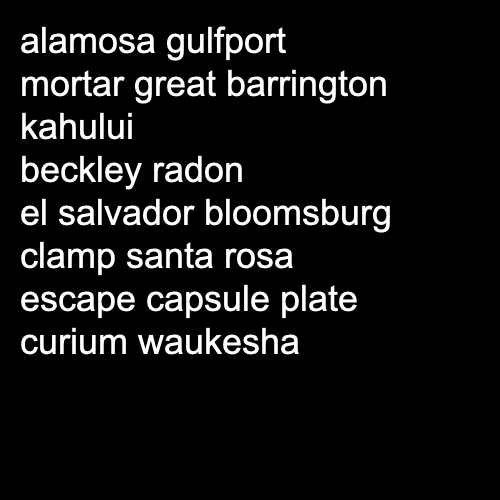 alamosa gulfport
mortar great barrington
kahului
beckley radon
el salvador bloomsburg
clamp santa rosa
escape capsule plate
curium waukesha